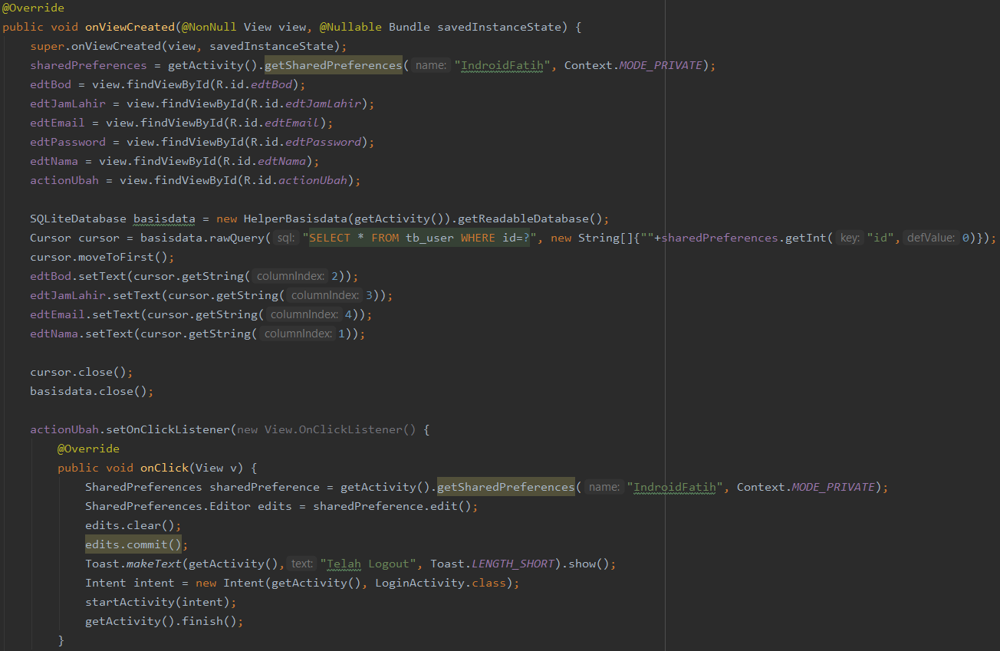 @Override
public void onViewCreated(@NonNull View view, @Nullable Bundle savedInstanceState) {
    super.onViewCreated(view, savedInstanceState);
    sharedPreferences = getActivity().getSharedPreferences( name: "IndroidFatih", Context.MODE_PRIVATE);
    edtBod = view.findViewById(R.id.edtBod);
    edtJamLahir = view.findViewById(R.id.edtJamLahir);
    edtEmail = view.findViewById(R.id.edtEmail);
    edtPassword = view.findViewById(R.id.edtPassword);
    edtNama = view.findViewById(R.id.edtNama);
    actionUbah = view.findViewById(R.id.actionUbah);

    SQLiteDatabase basisdata = new HelperBasisdata(getActivity()).getReadableDatabase();
    Cursor cursor = basisdata.rawQuery( sql: "SELECT * FROM tb_user WHERE id=?", new String[]{""+sharedPreferences.getInt( key: "id", defValue: 0)});
    cursor.moveToFirst();
    edtBod.setText(cursor.getString( columnIndex: 2));
    edtJamLahir.setText(cursor.getString( columnIndex: 3));
    edtEmail.setText(cursor.getString( columnIndex: 4));
    edtNama.setText(cursor.getString( columnIndex: 1));

    cursor.close();
    basisdata.close();

    actionUbah.setOnClickListener(new View.OnClickListener() {
        @Override
        public void onClick(View v) {
            SharedPreferences sharedPreference = getActivity().getSharedPreferences( name: "IndroidFatih", Context.MODE_PRIVATE);
            SharedPreferences.Editor edits = sharedPreference.edit();
            edits.clear();
            edits.commit();
            Toast.makeText(getActivity(), text: "Telah Logout", Toast.LENGTH_SHORT).show();
            Intent intent = new Intent(getActivity(), LoginActivity.class);
            startActivity(intent);
            getActivity().finish();
        }